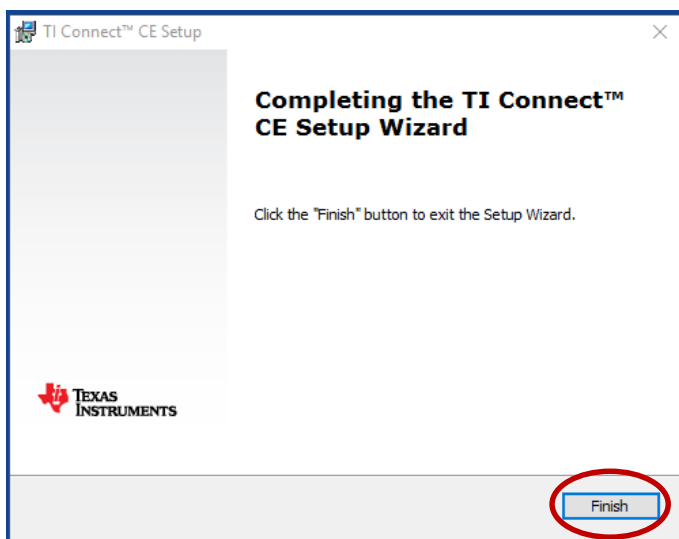 TI Connect™ CE Setup
Completing the TI Connect™
CE Setup Wizard
Click the "Finish" button to exit the Setup Wizard.
TEXAS
INSTRUMENTS
Finish